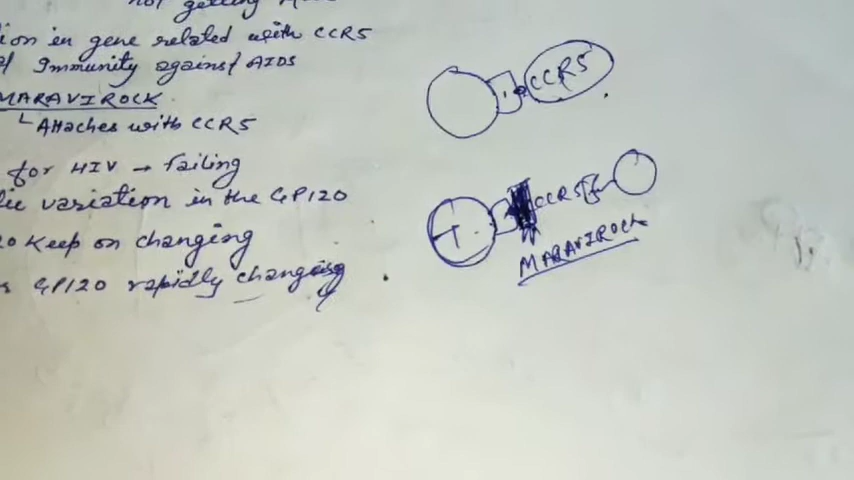 not getting
ion in gene related with CCR5
Immunity against AIDS
MARAVIROCK
Attaches with CCR5
for HIV → failing
variation in the GP120
20 Keep on changing
GP120 rapidly changing
CCR5
T
CCR5
MARAVIROCK